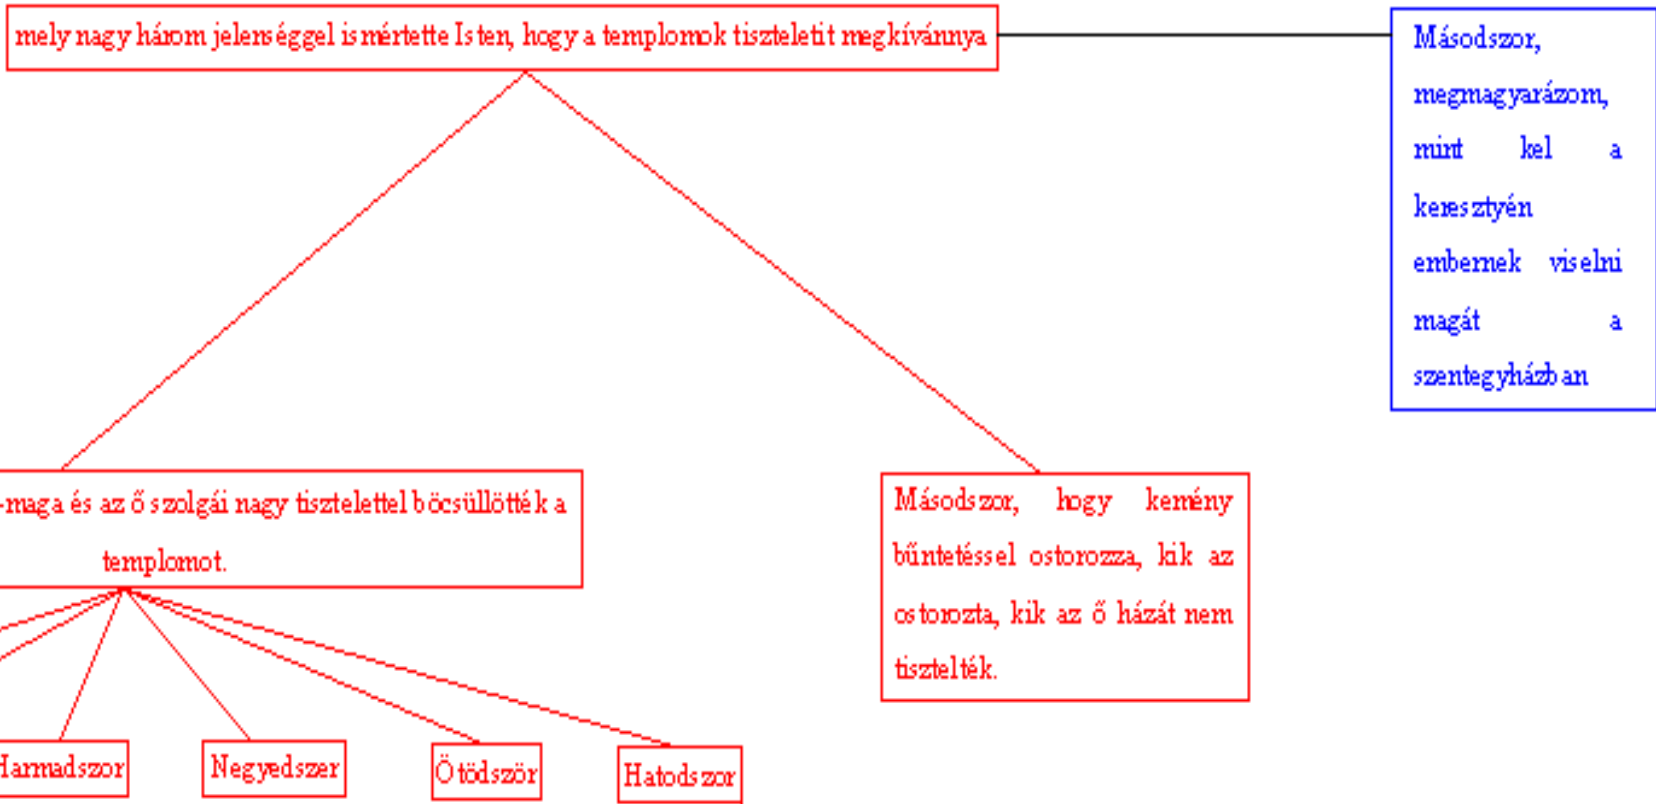 mely nagy három jelenséggel ismértette Isten, hogy a templomok tiszteletit megkívánnya
Másodszor,
megmagyarázom,
mint kel a
keresztyén
embernek viselni
magát a
szentegyházban
-maga és az ő szolgái nagy tisztelettel böcsüllötték a
templomot.
Másodszor, hogy kemény
bűntetéssel ostorozza, kik az
ostorozta, kik az ő házát nem
tisztelték.
Harmadszor
Negyedszer
Ötödször
Hatodszor